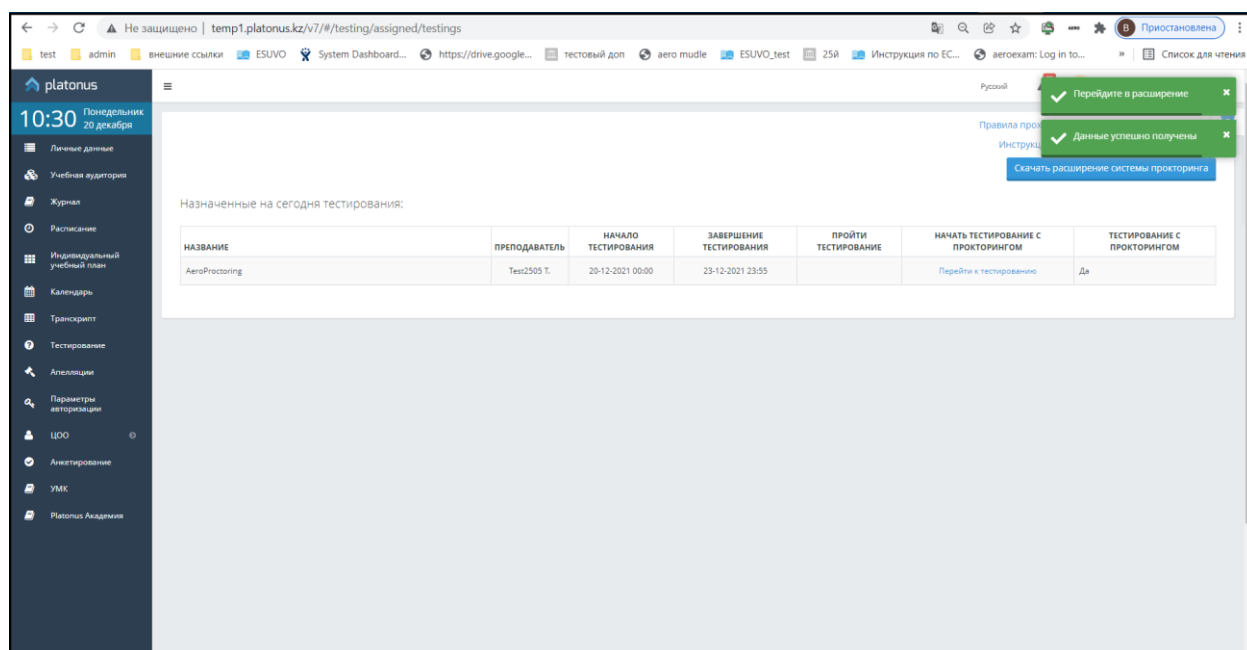 Не защищено | temp1.platonus.kz/v7/#/testing/assigned/testings
B Приостановлена
test admin внешние ссылки ESUVO System Dashboard... https://drive.google... тестовый доп aero mudle ESUVO_test 25й Инструкция по ЕС... aeroexam: Log in to... » Список для чтения
platonus
Русский
Перейдите в расширение ×
10:30 Понедельник
20 декабря
Правила прох
Данные успешно получены ×
Инструкц
Скачать расширение системы прокторинга
Личные данные
Учебная аудитория
Журнал
Расписание
Индивидуальный
учебный план
Календарь
Транскрипт
Тестирование
Апелляции
Параметры
авторизации
ЦОО
Анкетирование
УМК
Platonus Академия
Назначенные на сегодня тестирования:
НАЗВАНИЕ ПРЕПОДАВАТЕЛЬ НАЧАЛО ТЕСТИРОВАНИЯ ЗАВЕРШЕНИЕ ТЕСТИРОВАНИЯ ПРОЙТИ ТЕСТИРОВАНИЕ НАЧАТЬ ТЕСТИРОВАНИЕ С ПРОКТОРИНГОМ ТЕСТИРОВАНИЕ С ПРОКТОРИНГОМ
AeroProctoring Test2505 T. 20-12-2021 00:00 23-12-2021 23:55 Перейти к тестированию Да